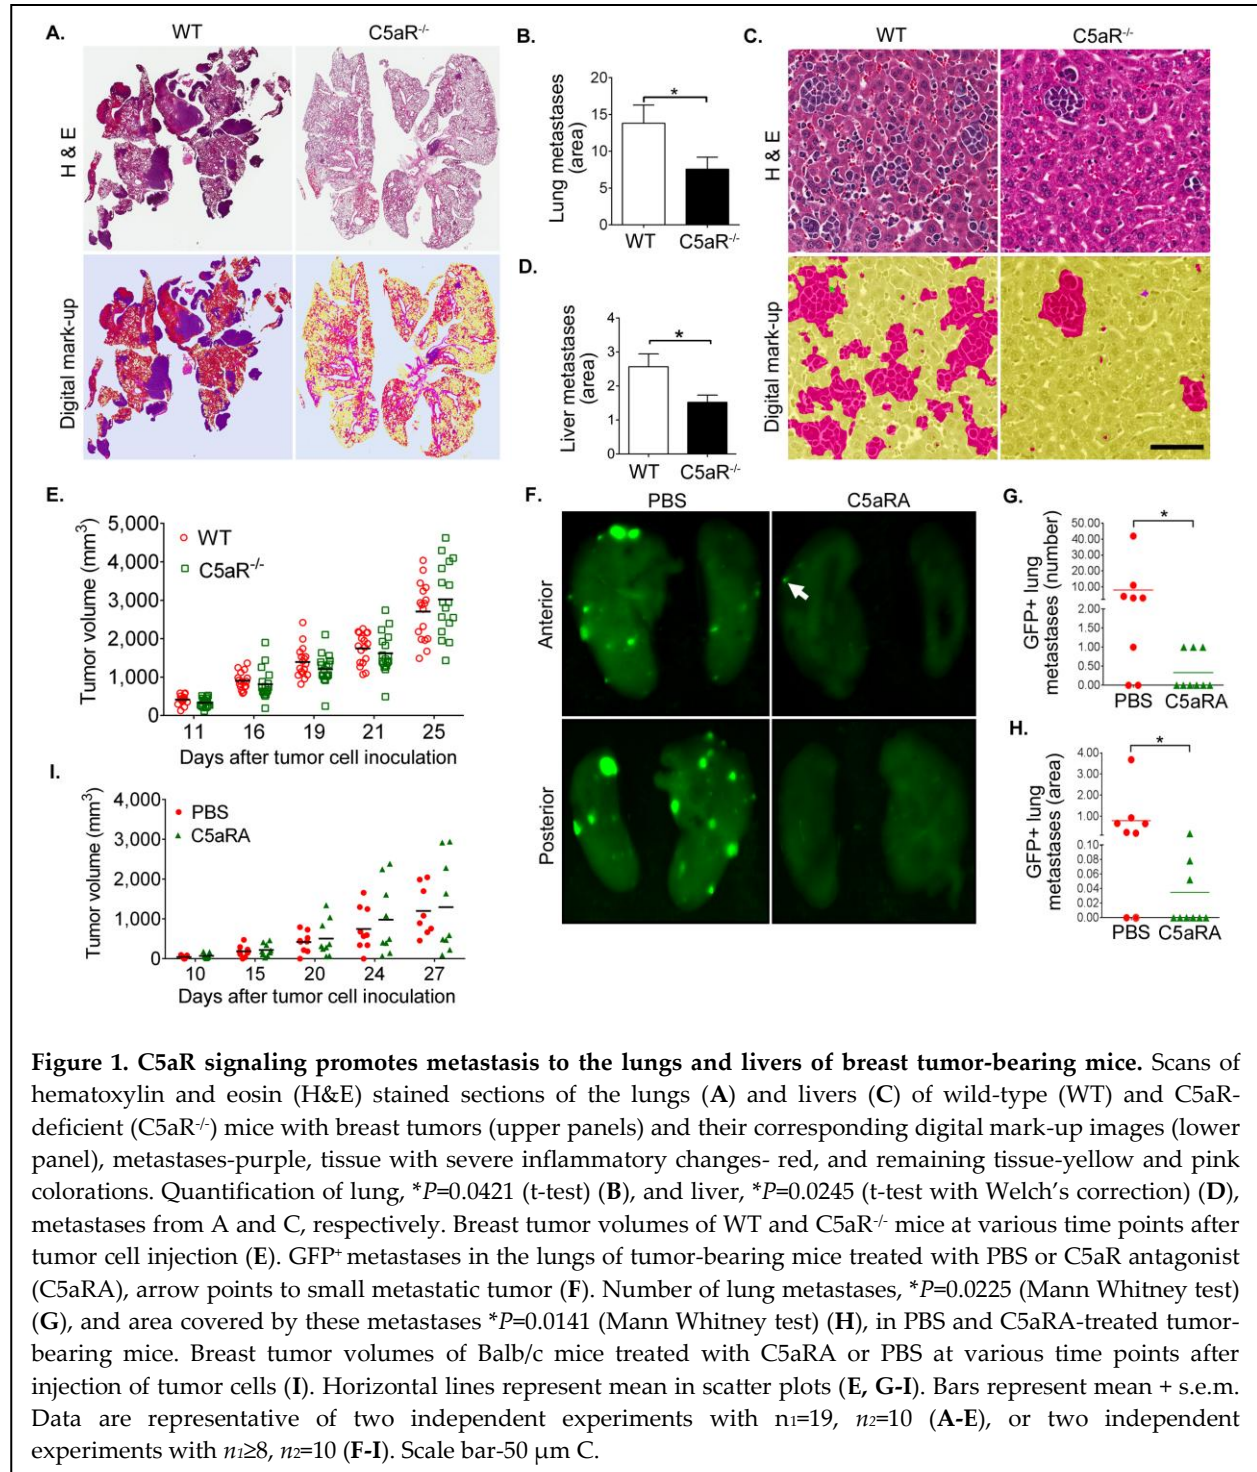 A.
WT
C5aR-/-
H & E
Digital mark-up
B.
Lung metastases
(area)
20
15
10
5
0
*
WT
C5aR-/-
C.
WT
C5aR-/-
H & E
Digital mark-up
D.
Liver metastases
(area)
4
3
2
1
0
*
WT
C5aR-/-
E.
Tumor volume (mm3)
5,000
4,000
3,000
2,000
1,000
0
WT
C5aR-/-
11 16 19 21 25
Days after tumor cell inoculation
F.
PBS
C5aRA
Anterior
Posterior
G.
GFP+ lung
metastases (number)
50.00
40.00
30.00
20.00
10.00
2.00
1.00
0.50
0.00
*
PBS C5aRA
H.
GFP+ lung
metastases (area)
4.00
3.00
2.00
1.00
0.10
0.08
0.06
0.04
0.02
0.00
*
PBS C5aRA
I.
Tumor volume (mm3)
4,000
3,000
2,000
1,000
0
PBS
C5aRA
10 15 20 24 27
Days after tumor cell inoculation
Figure 1. C5aR signaling promotes metastasis to the lungs and livers of breast tumor-bearing mice. Scans of
hematoxylin and eosin (H&E) stained sections of the lungs (A) and livers (C) of wild-type (WT) and C5aR-
deficient (C5aR-/-) mice with breast tumors (upper panels) and their corresponding digital mark-up images (lower
panel), metastases-purple, tissue with severe inflammatory changes- red, and remaining tissue-yellow and pink
colorations. Quantification of lung, *P=0.0421 (t-test) (B), and liver, *P=0.0245 (t-test with Welch's correction) (D),
metastases from A and C, respectively. Breast tumor volumes of WT and C5aR-/- mice at various time points after
tumor cell injection (E). GFP+ metastases in the lungs of tumor-bearing mice treated with PBS or C5aR antagonist
(C5aRA), arrow points to small metastatic tumor (F). Number of lung metastases, *P=0.0225 (Mann Whitney test)
(G), and area covered by these metastases *P=0.0141 (Mann Whitney test) (H), in PBS and C5aRA-treated tumor-
bearing mice. Breast tumor volumes of Balb/c mice treated with C5aRA or PBS at various time points after
injection of tumor cells (I). Horizontal lines represent mean in scatter plots (E, G-I). Bars represent mean + s.e.m.
Data are representative of two independent experiments with n1=19, n2=10 (A-E), or two independent
experiments with n1≥8, n2=10 (F-I). Scale bar-50 µm C.